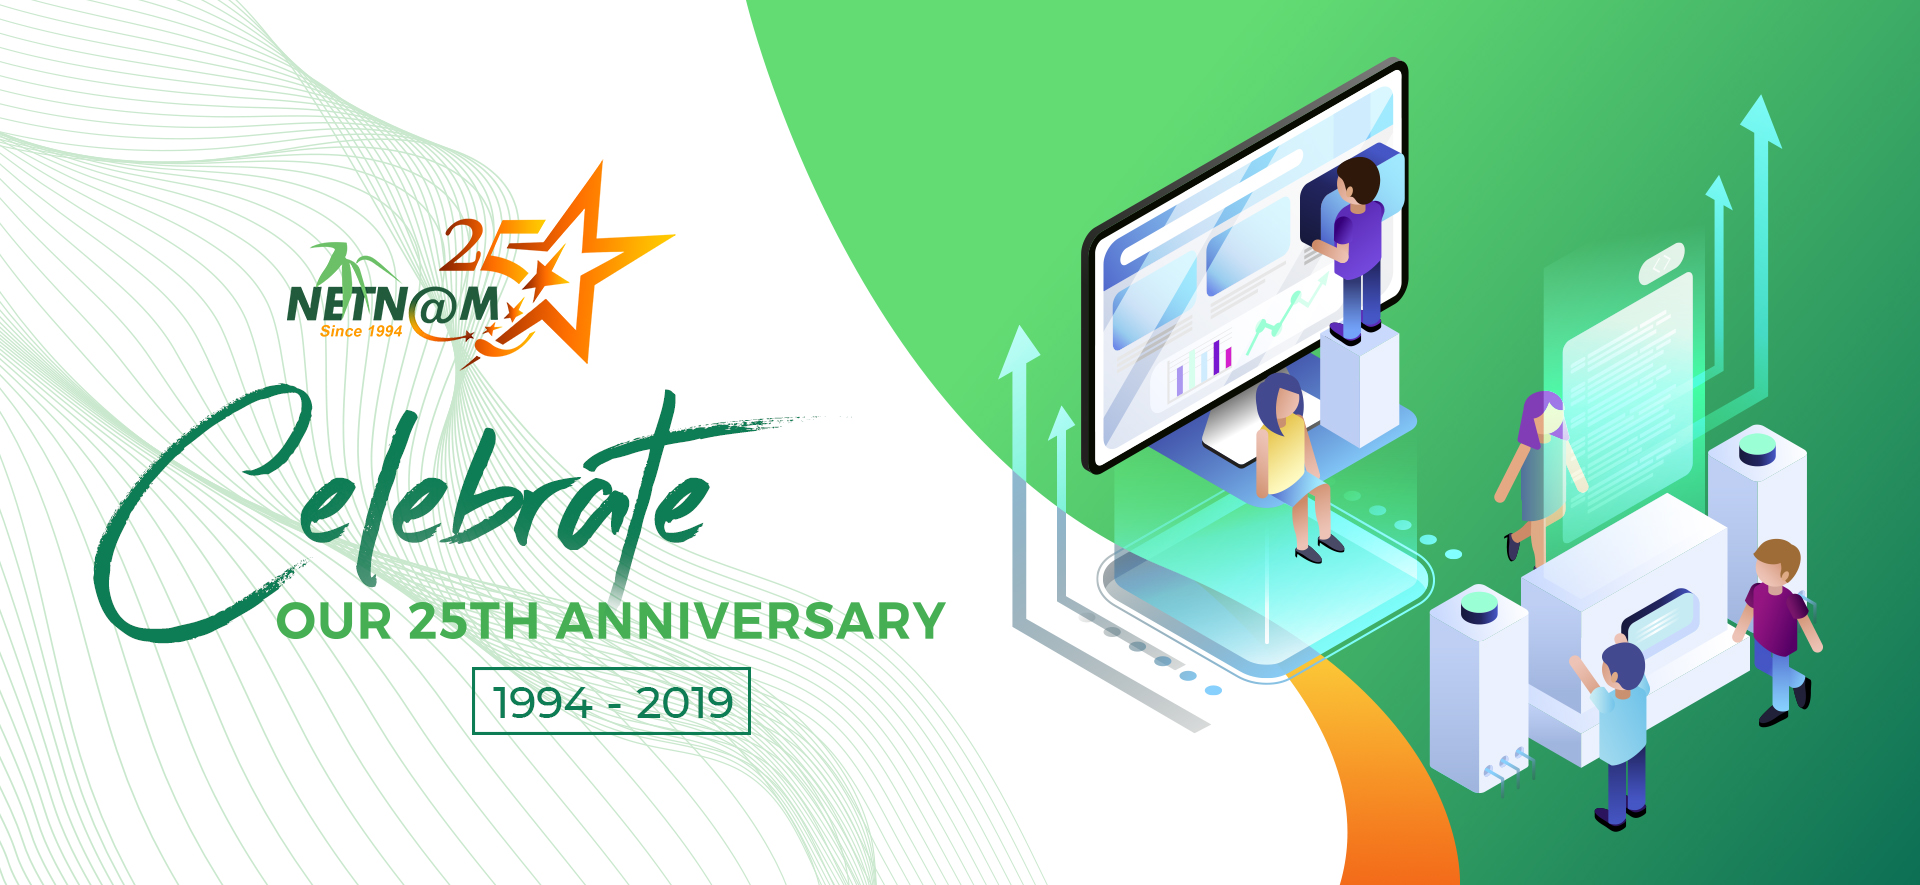 25
NETN@M
Since 1994
Celebrate
OUR 25TH ANNIVERSARY
1994 - 2019